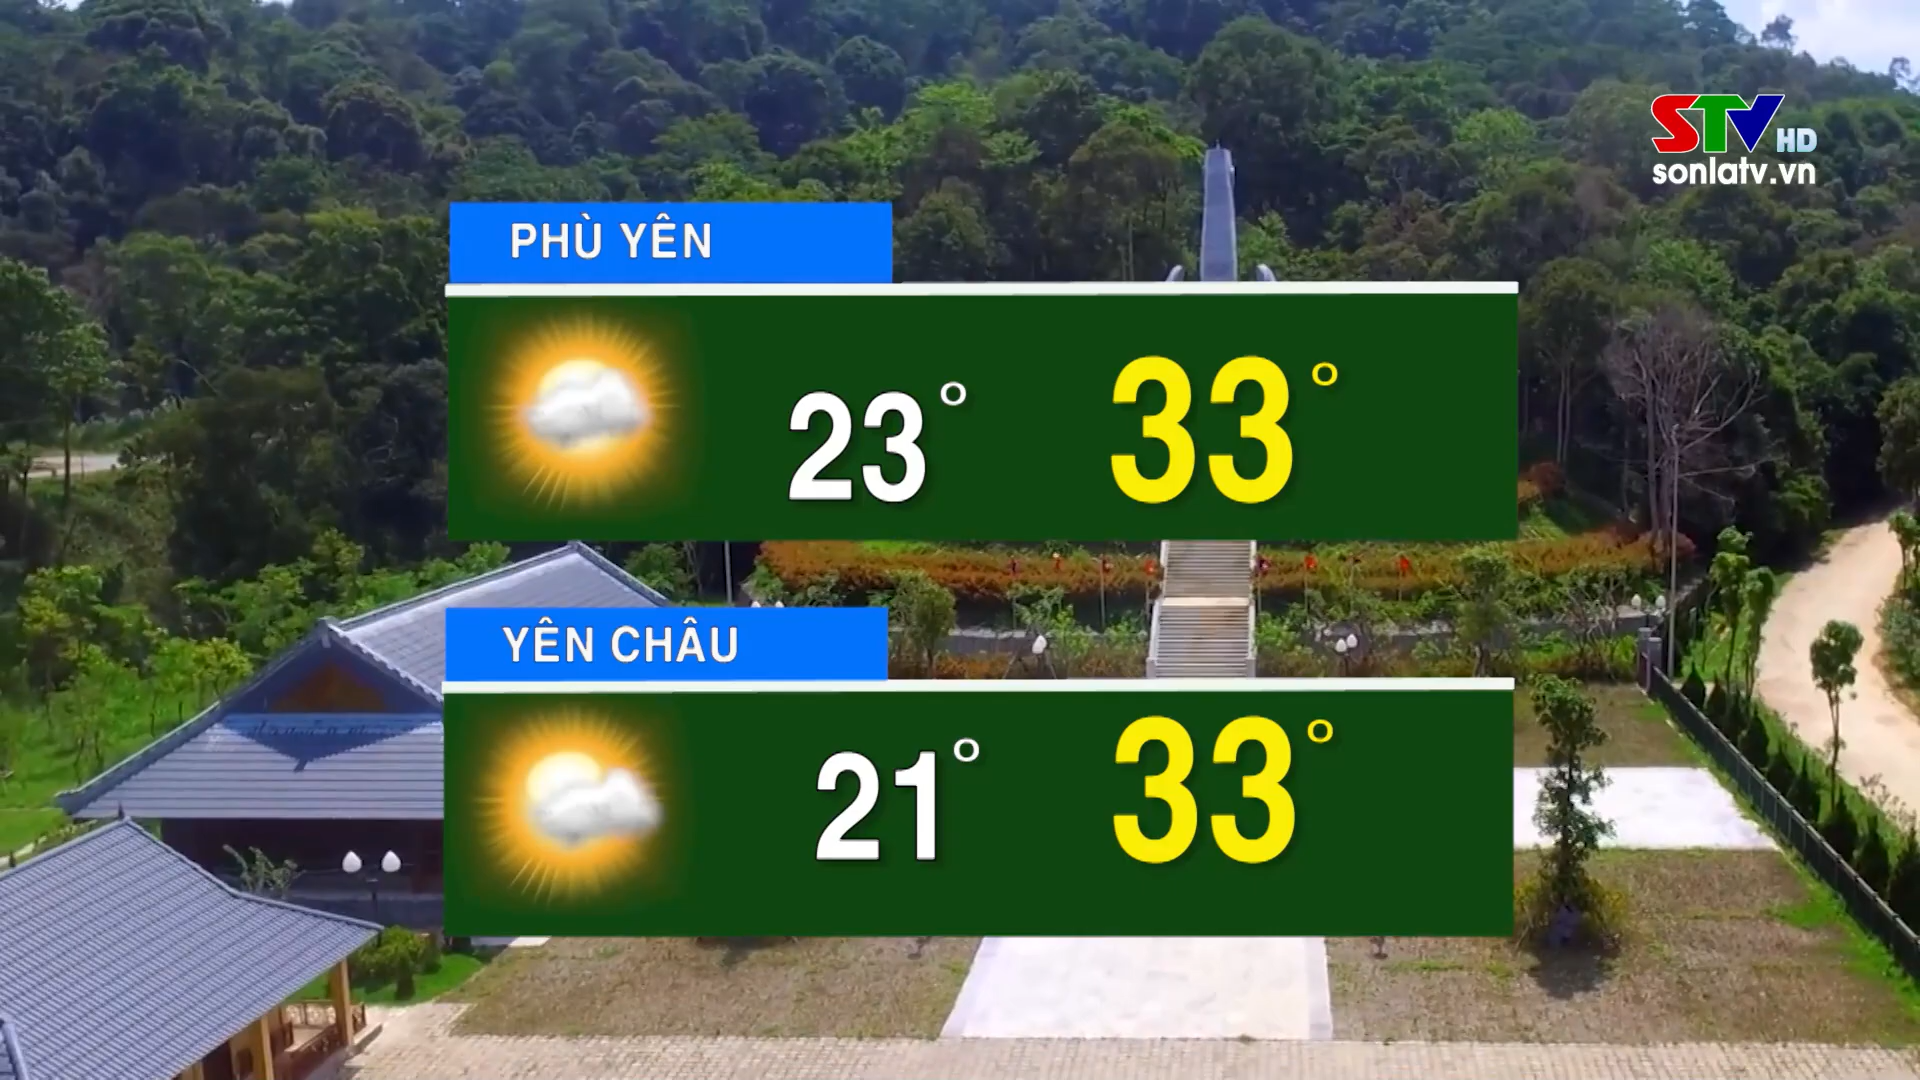 STV HD
sonlatv.vn
PHÙ YÊN
23° 33°
YÊN CHÂU
21° 33°